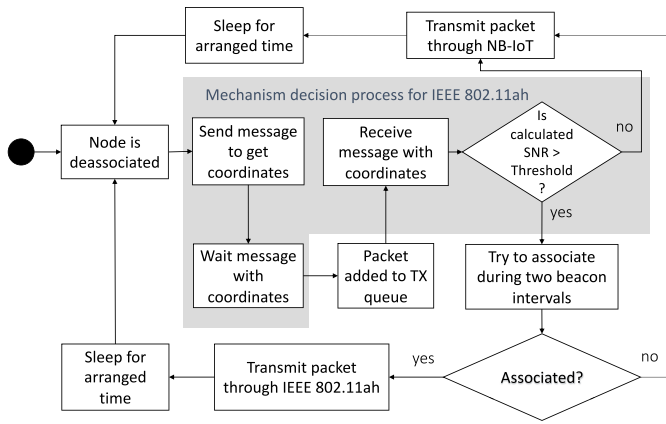 Sleep for
arranged time
Transmit packet
through NB-IoT
Mechanism decision process for IEEE 802.11ah
Node is
deassociated
Send message
to get
coordinates
Receive
message with
coordinates
Is
calculated
SNR >
Threshold
?
no
yes
Wait message
with
coordinates
Packet
added to TX
queue
Try to associate
during two beacon
intervals
Sleep for
arranged
time
Transmit packet
through IEEE 802.11ah
yes
Associated?
no